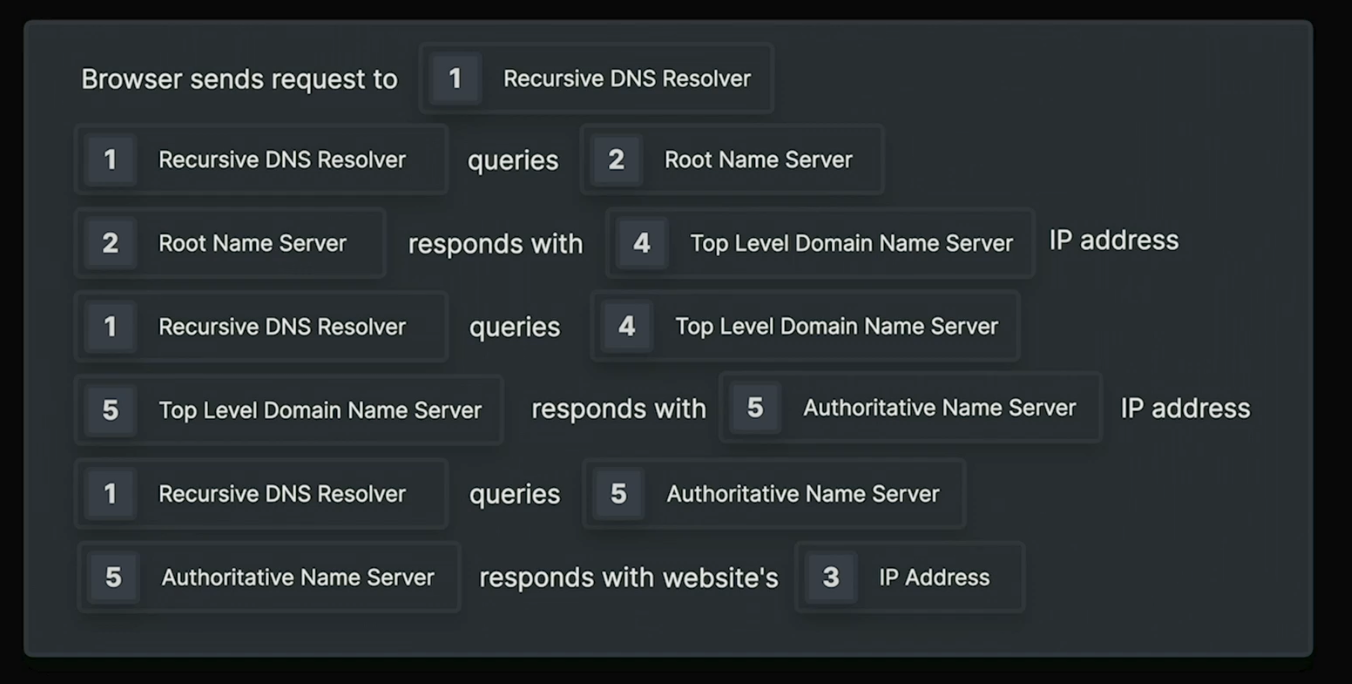 Browser sends request to 1 Recursive DNS Resolver
1 Recursive DNS Resolver queries 2 Root Name Server
2 Root Name Server responds with 4 Top Level Domain Name Server IP address
1 Recursive DNS Resolver queries 4 Top Level Domain Name Server
5 Top Level Domain Name Server responds with 5 Authoritative Name Server IP address
1 Recursive DNS Resolver queries 5 Authoritative Name Server
5 Authoritative Name Server responds with website's 3 IP Address